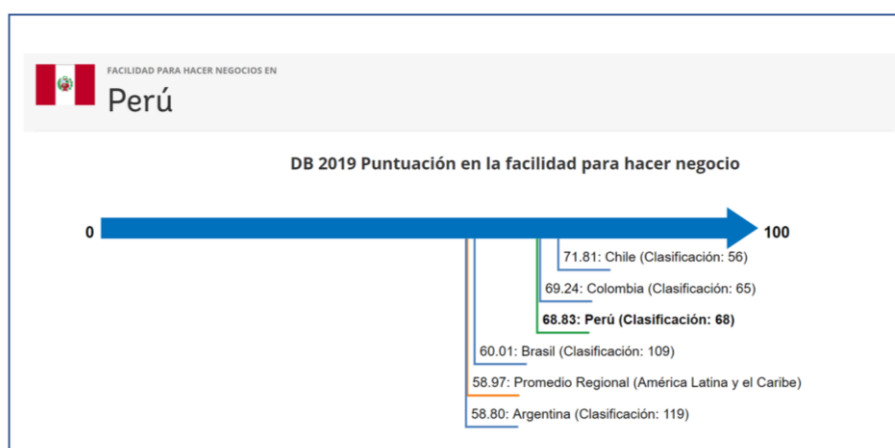 FACILIDAD PARA HACER NEGOCIOS EN
Perú
DB 2019 Puntuación en la facilidad para hacer negocio
0
100
71.81: Chile (Clasificación: 56)
69.24: Colombia (Clasificación: 65)
68.83: Perú (Clasificación: 68)
60.01: Brasil (Clasificación: 109)
58.97: Promedio Regional (América Latina y el Caribe)
58.80: Argentina (Clasificación: 119)